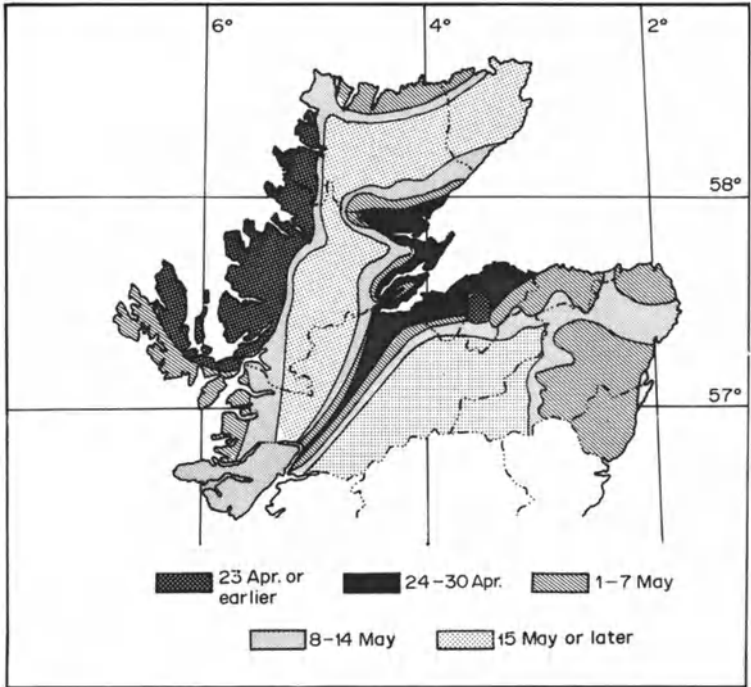 6° 4° 2°
58°
57°
23 Apr. or
earlier
24–30 Apr.
1–7 May
8–14 May
15 May or later